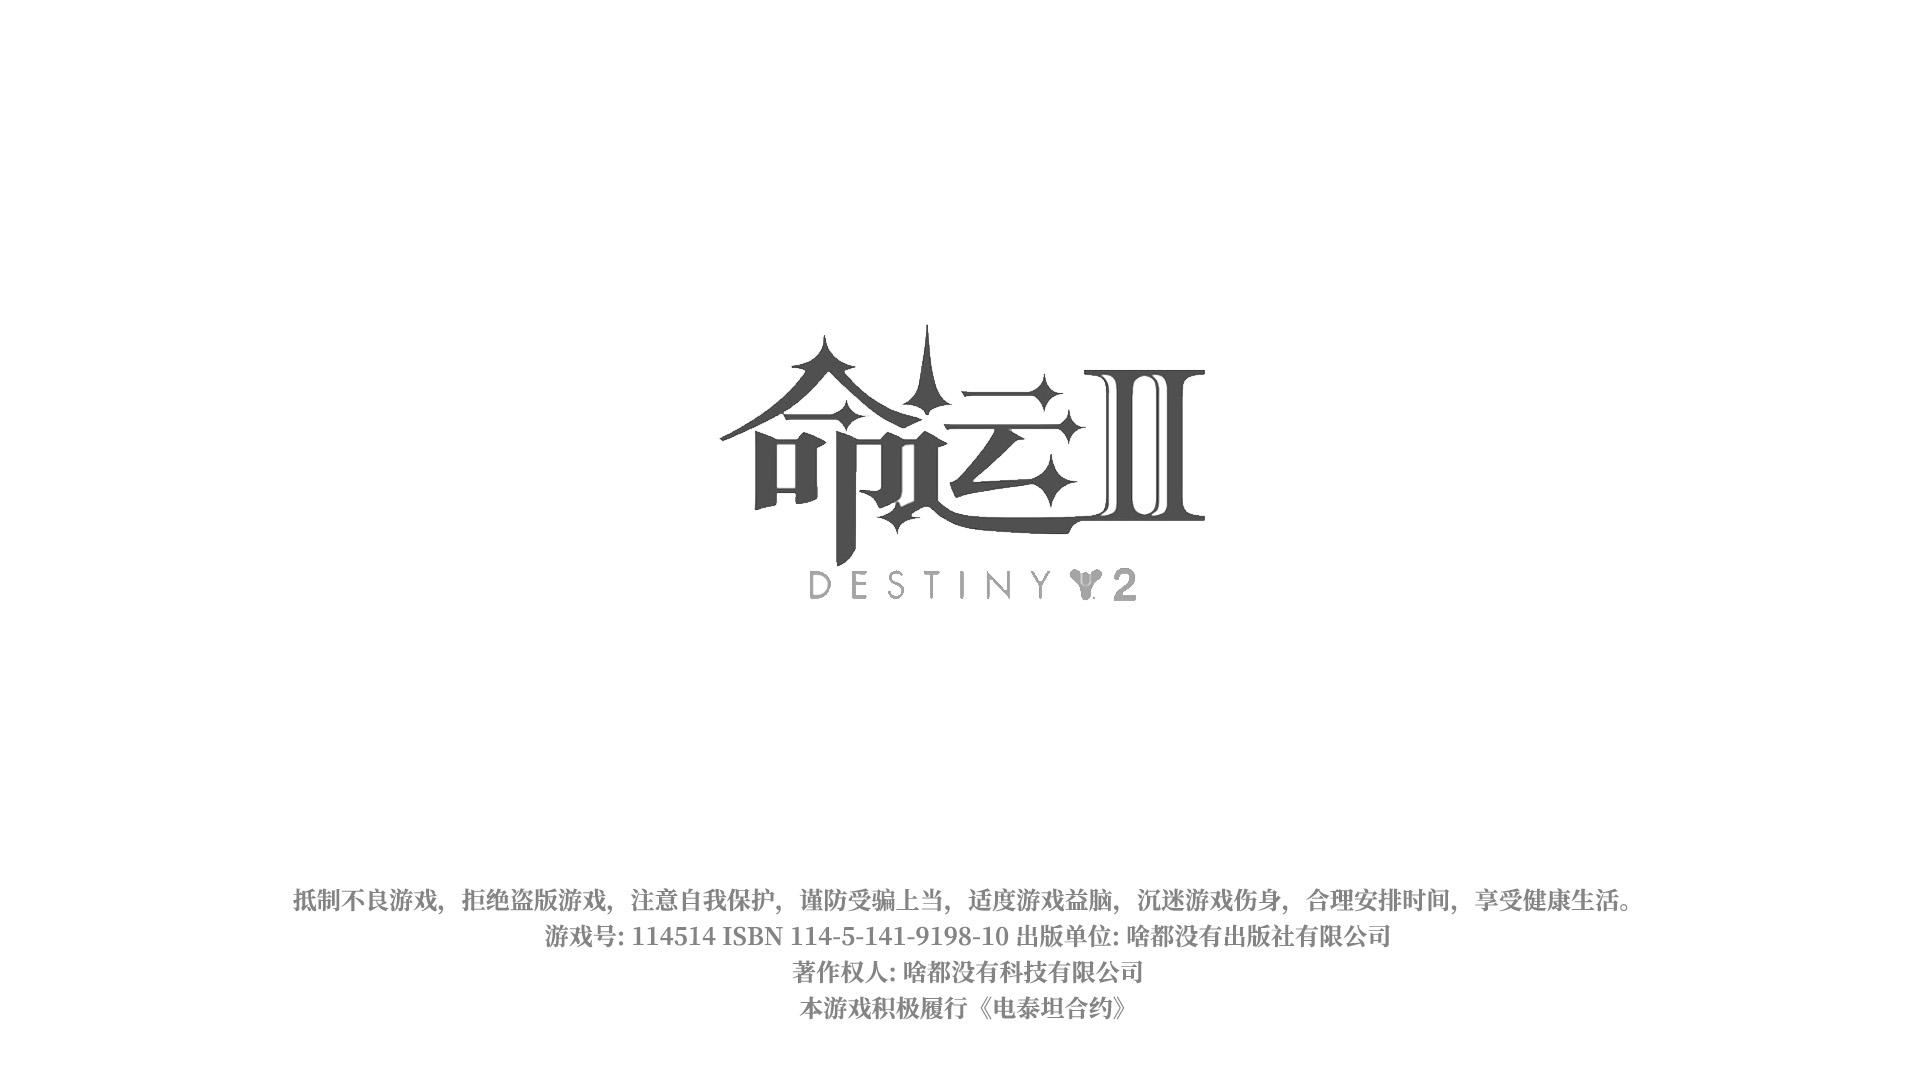 命运II
DESTINY 2
抵制不良游戏，拒绝盗版游戏，注意自我保护，谨防受骗上当，适度游戏益脑，沉迷游戏伤身，合理安排时间，享受健康生活。
游戏号: 114514 ISBN 114-5-141-9198-10 出版单位: 啥都没有出版社有限公司
著作权人: 啥都没有科技有限公司
本游戏积极履行《电泰坦合约》